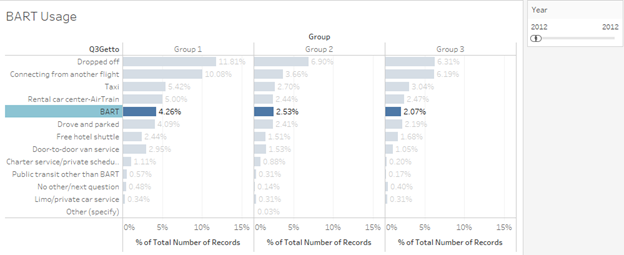 BART Usage
Year
2012 2012
Group
Q3Getto Group 1 Group 2 Group 3
Dropped off 11.81% 6.90% 6.31%
Connecting from another flight 10.08% 3.66% 6.19%
Taxi 5.42% 2.70% 3.04%
Rental car center-AirTrain 5.00% 2.44% 2.47%
BART 4.26% 2.53% 2.07%
Drove and parked 4.09% 2.41% 2.19%
Free hotel shuttle 2.44% 1.51% 1.68%
Door-to-door van service 2.95% 1.53% 1.05%
Charter service/private schedu.. 1.11% 0.88% 0.20%
Public transit other than BART 0.57% 0.31% 0.17%
No other/next question 0.48% 0.14% 0.40%
Limo/private car service 0.34% 0.31% 0.31%
Other (specify) 0.03%
0% 5% 10% 15% 0% 5% 10% 15% 0% 5% 10% 15%
% of Total Number of Records % of Total Number of Records % of Total Number of Records